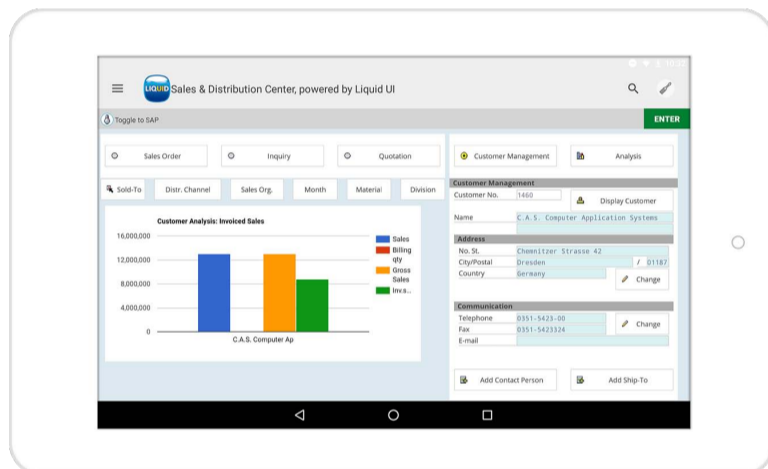 10:27
LIQUID
Sales & Distribution Center, powered by Liquid UI
Toggle to SAP
ENTER
Sales Order
Inquiry
Quotation
Customer Management
Analysis
Sold-To
Distr. Channel
Sales Org.
Month
Material
Division
Customer Analysis: Invoiced Sales
16,000,000
12,000,000
8,000,000
4,000,000
0
C.A.S. Computer Ap
Sales
Billing
qty
Gross
Sales
Inv.s...
Customer Management
Customer No. 1460
Display Customer
Name C.A.S. Computer Application Systems
Address
No. St. Chemnitzer Strasse 42
City/Postal Dresden / 01187
Country Germany
Change
Communication
Telephone 0351-5423-00
Fax 0351-5423324
Change
E-mail
Add Contact Person
Add Ship-To